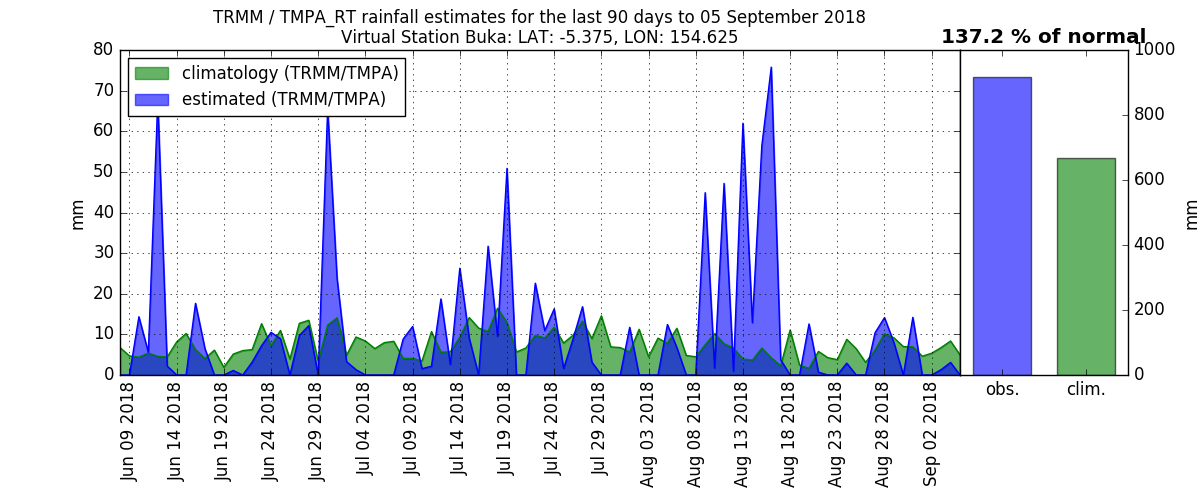 TRMM / TMPA_RT rainfall estimates for the last 90 days to 05 September 2018
Virtual Station Buka: LAT: -5.375, LON: 154.625
137.2 % of normal
climatology (TRMM/TMPA)
estimated (TRMM/TMPA)
80
70
60
50
40
30
20
10
0
mm
Jun 09 2018
Jun 14 2018
Jun 19 2018
Jun 24 2018
Jun 29 2018
Jul 04 2018
Jul 09 2018
Jul 14 2018
Jul 19 2018
Jul 24 2018
Jul 29 2018
Aug 03 2018
Aug 08 2018
Aug 13 2018
Aug 18 2018
Aug 23 2018
Aug 28 2018
Sep 02 2018
obs.
clim.
1000
800
600
400
200
0
mm